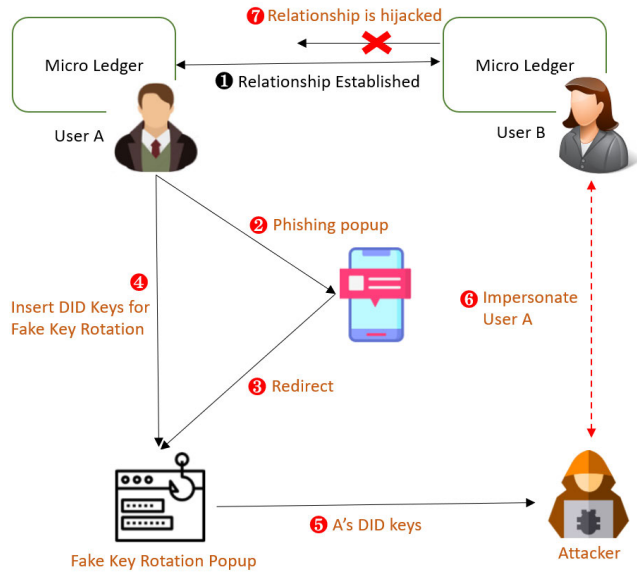 ❼ Relationship is hijacked
Micro Ledger
Micro Ledger
❶ Relationship Established
User A
User B
❷ Phishing popup
❹
Insert DID Keys for
Fake Key Rotation
❻ Impersonate
User A
❸ Redirect
❺ A's DID keys
Fake Key Rotation Popup
Attacker